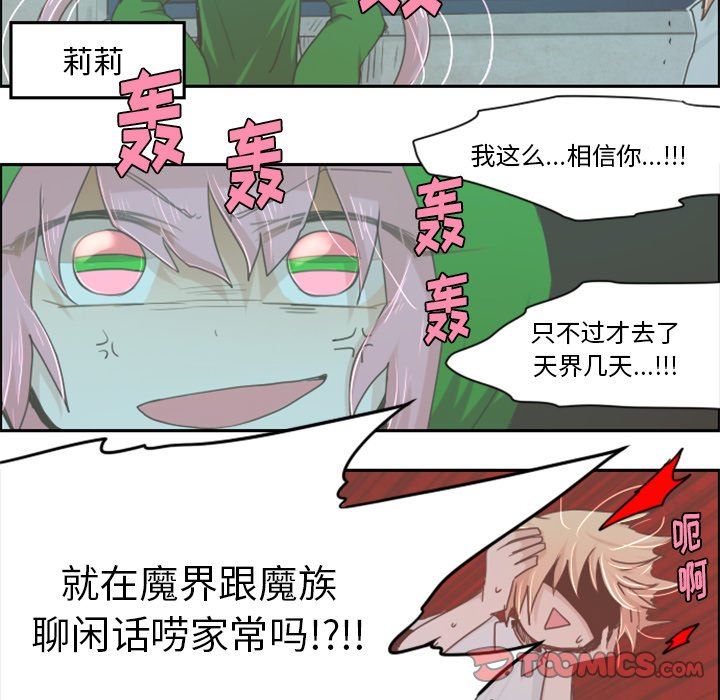 轰
莉莉
轰
轰
我这么...相信你...!!!
轰
轰
只不过才去了
天界几天...!!!
呃啊
就在魔界跟魔族
聊闲话唠家常吗!?!!
TOOMICS.COM